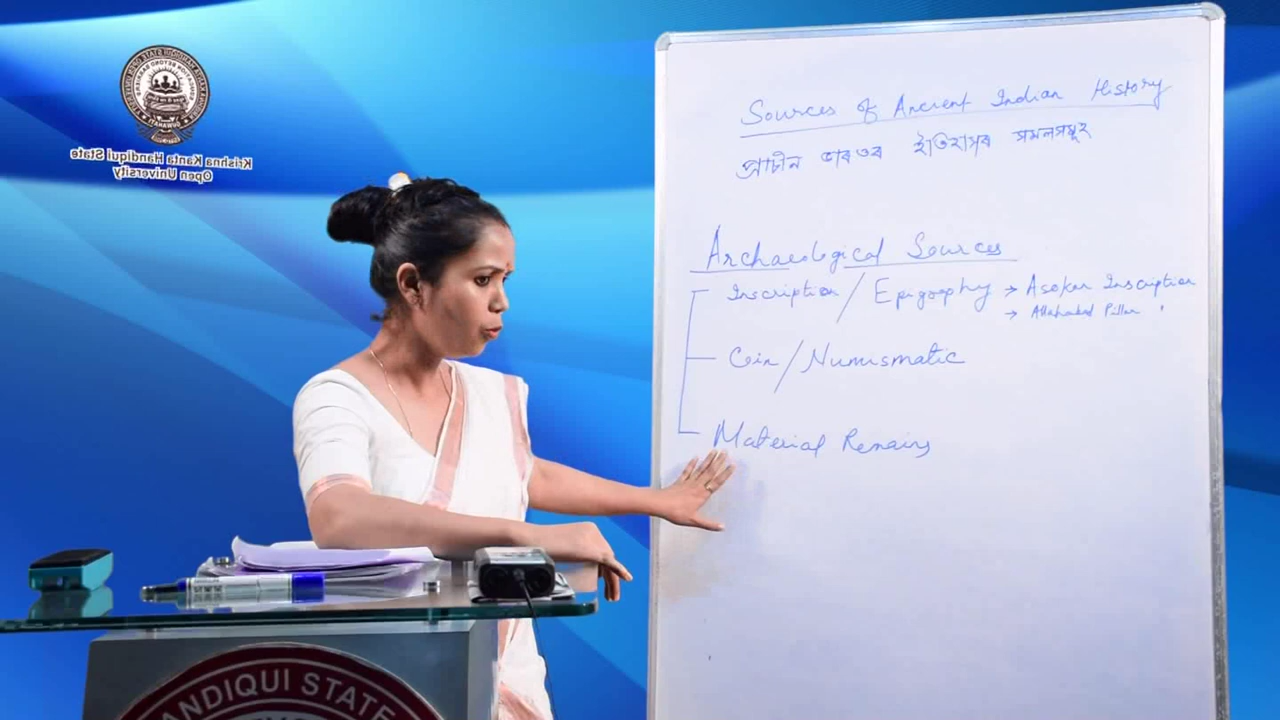 Sources of Ancient Indian History
প্ৰাচীন ভাৰতৰ ইতিহাসৰ সমলসমূহ
Archaeological Sources
Inscription / Epigraphy → Asokan Inscription
→ Allahabad Pillar
Coin / Numismatic
Material Remains
Krishna Kanta Handiqui State
Open University
ANDIQUI STATE